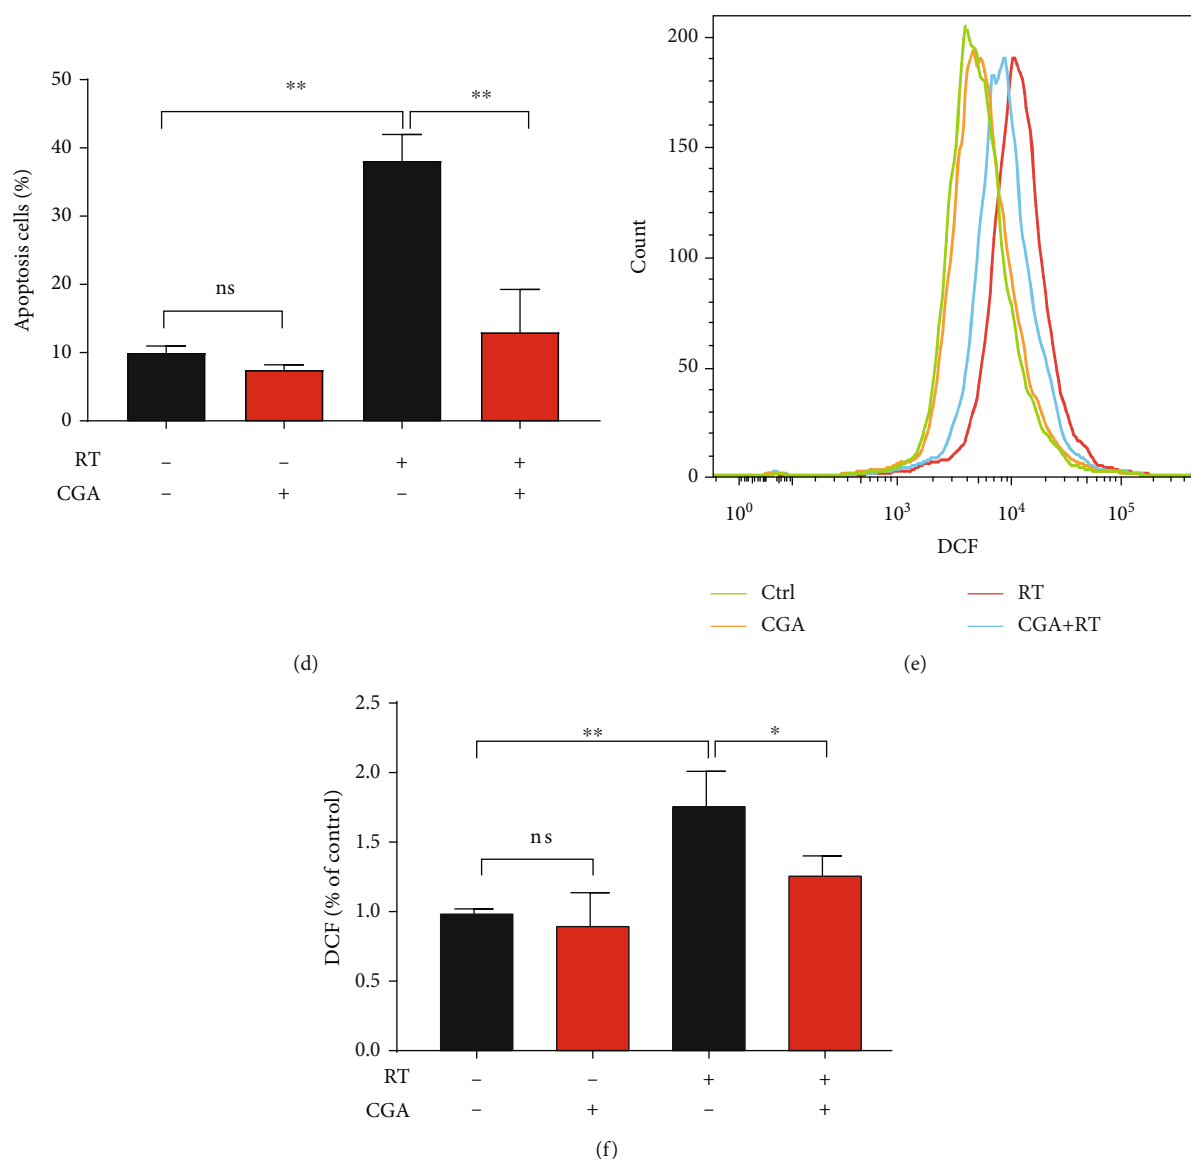 50
40
30
20
10
0
Apoptosis cells (%)
**
**
ns
RT – – + +
CGA – + – +
(d)
200
150
100
50
0
Count
10⁰ 10³ 10⁴ 10⁵
DCF
Ctrl RT
CGA CGA+RT
(e)
2.5
2.0
1.5
1.0
0.5
0.0
DCF (% of control)
**
*
ns
RT – – + +
CGA – + – +
(f)